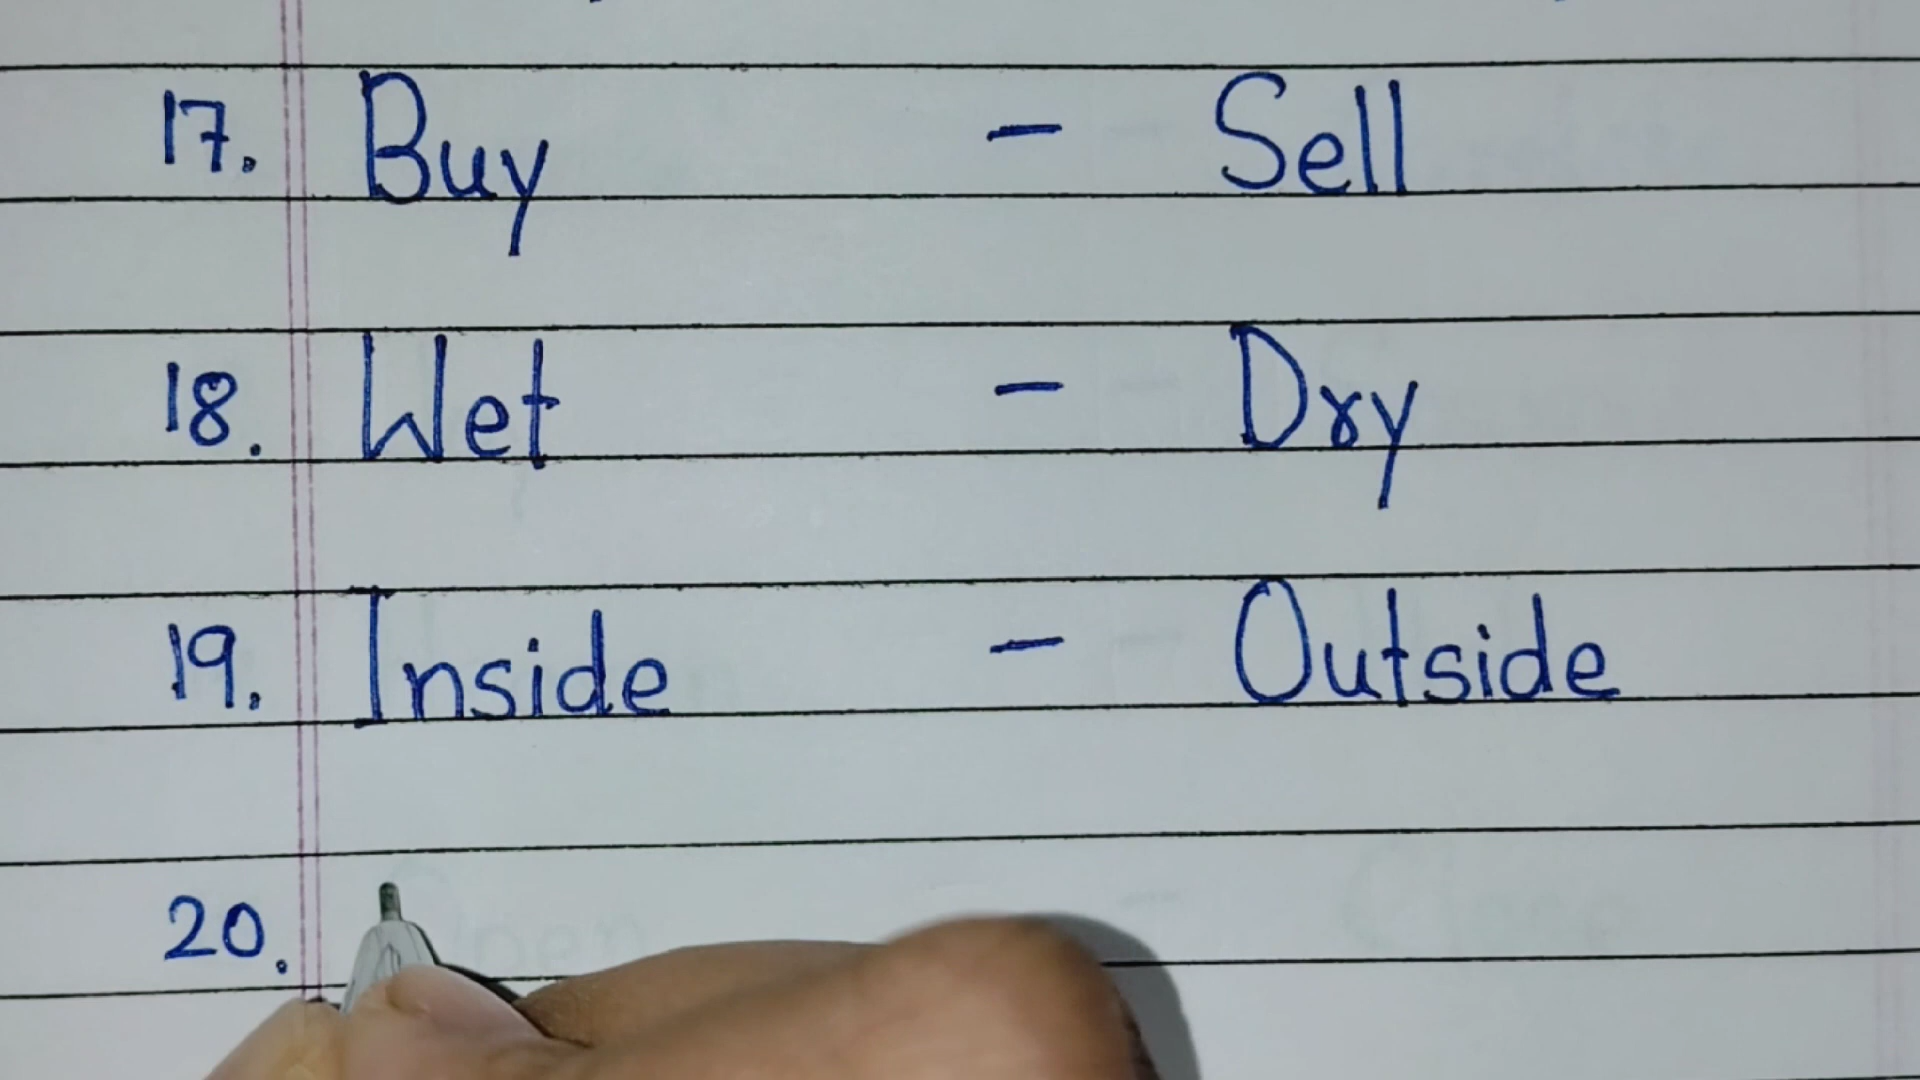 17. Buy - Sell
18. Wet - Dry
19. Inside - Outside
20.